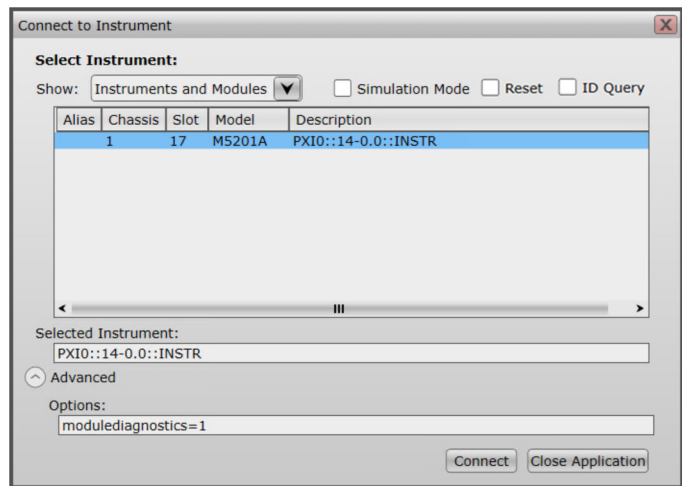 Connect to Instrument
Select Instrument:
Show: Instruments and Modules Simulation Mode Reset ID Query
Alias Chassis Slot Model Description
1 17 M5201A PXI0::14-0.0::INSTR
Selected Instrument:
PXI0::14-0.0::INSTR
Advanced
Options:
modulediagnostics=1
Connect Close Application